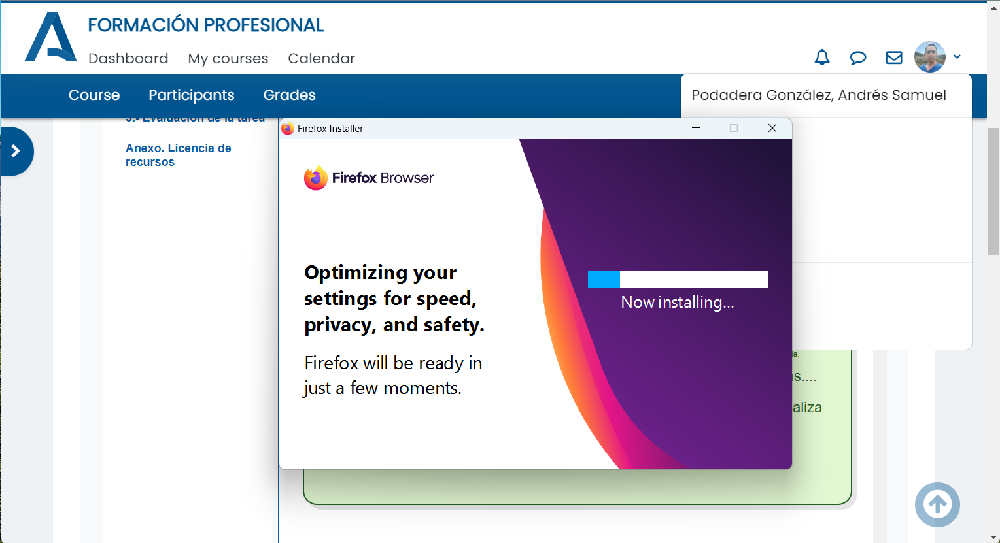 FORMACIÓN PROFESIONAL
Dashboard My courses Calendar
Course Participants Grades
Podadera González, Andrés Samuel
3.- Evaluación de la tarea
Anexo. Licencia de
recursos
Firefox Installer
Firefox Browser
Optimizing your
settings for speed,
privacy, and safety.
Firefox will be ready in
just a few moments.
Now installing...
a.
s....
aliza